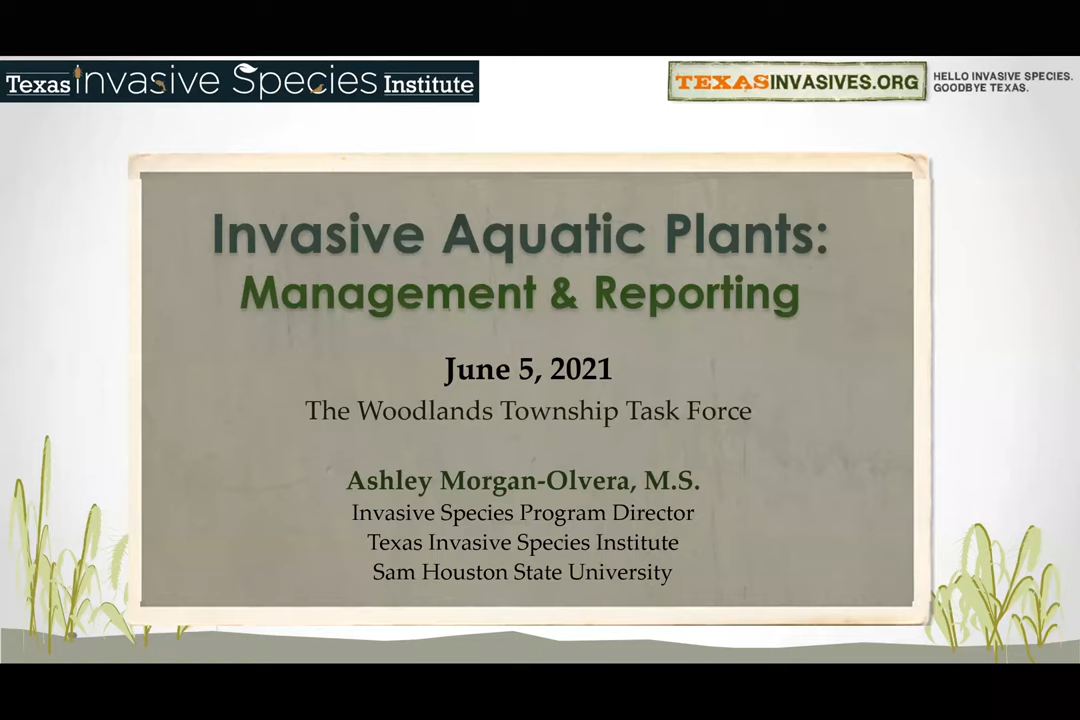 Texas Invasive Species Institute
TEXASINVASIVES.ORG
HELLO INVASIVE SPECIES.
GOODBYE TEXAS.
Invasive Aquatic Plants:
Management & Reporting
June 5, 2021
The Woodlands Township Task Force
Ashley Morgan-Olvera, M.S.
Invasive Species Program Director
Texas Invasive Species Institute
Sam Houston State University